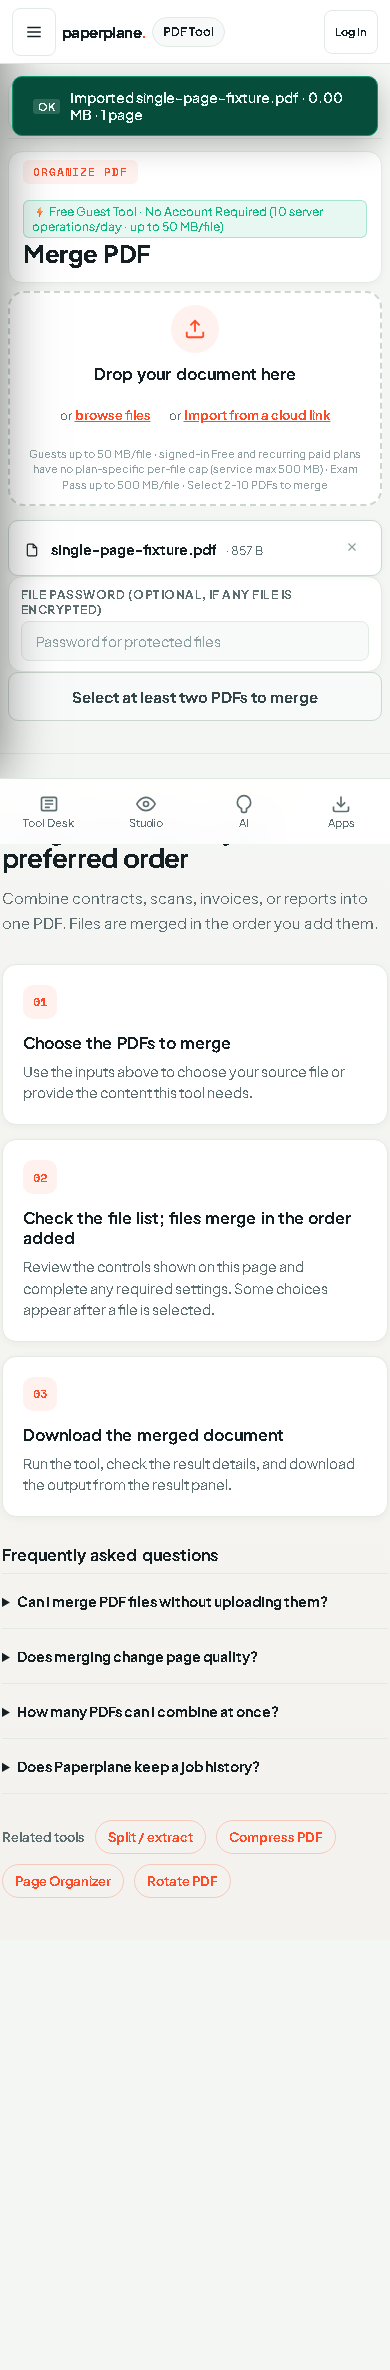 paperplane.
PDF Tool
Log In
OK
Imported single-page-fixture.pdf · 0.00
MB · 1 page
ORGANIZE PDF
Free Guest Tool · No Account Required (10 server
operations/day · up to 50 MB/file)
Merge PDF
Drop your document here
or browse files or Import from a cloud link
Guests up to 50 MB/file · signed-in Free and recurring paid plans
have no plan-specific per-file cap (service max 500 MB) · Exam
Pass up to 500 MB/file · Select 2-10 PDFs to merge
single-page-fixture.pdf · 857 B ×
FILE PASSWORD (OPTIONAL, IF ANY FILE IS
ENCRYPTED)
Password for protected files
Select at least two PDFs to merge
Tool Desk
Studio
AI
Apps
preferred order
Combine contracts, scans, invoices, or reports into
one PDF. Files are merged in the order you add them.
01
Choose the PDFs to merge
Use the inputs above to choose your source file or
provide the content this tool needs.
02
Check the file list; files merge in the order
added
Review the controls shown on this page and
complete any required settings. Some choices
appear after a file is selected.
03
Download the merged document
Run the tool, check the result details, and download
the output from the result panel.
Frequently asked questions
Can I merge PDF files without uploading them?
Does merging change page quality?
How many PDFs can I combine at once?
Does Paperplane keep a job history?
Related tools
Split / extract
Compress PDF
Page Organizer
Rotate PDF